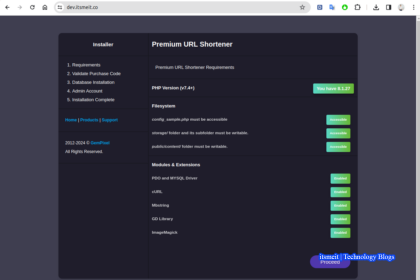 dev.itsmeit.co
Installer
1. Requirements
2. Validate Purchase Code
3. Database Installation
4. Admin Account
5. Installation Complete
Home | Products | Support
2012-2024 © GemPixel
All Rights Reserved.
Premium URL Shortener
Premium URL Shortener Requirements
PHP Version (v7.4+)
You have 8.1.27
Filesystem
config_sample.php must be accessible
Accessible
storage/ folder and its subfolder must be writable.
Accessible
public/content/ folder must be writable.
Accessible
Modules & Extensions
PDO and MYSQL Driver
Enabled
cURL
Enabled
Mbstring
Enabled
GD Library
Enabled
ImageMagick
Enabled
itsmeit | Technology Blogs
Proceed